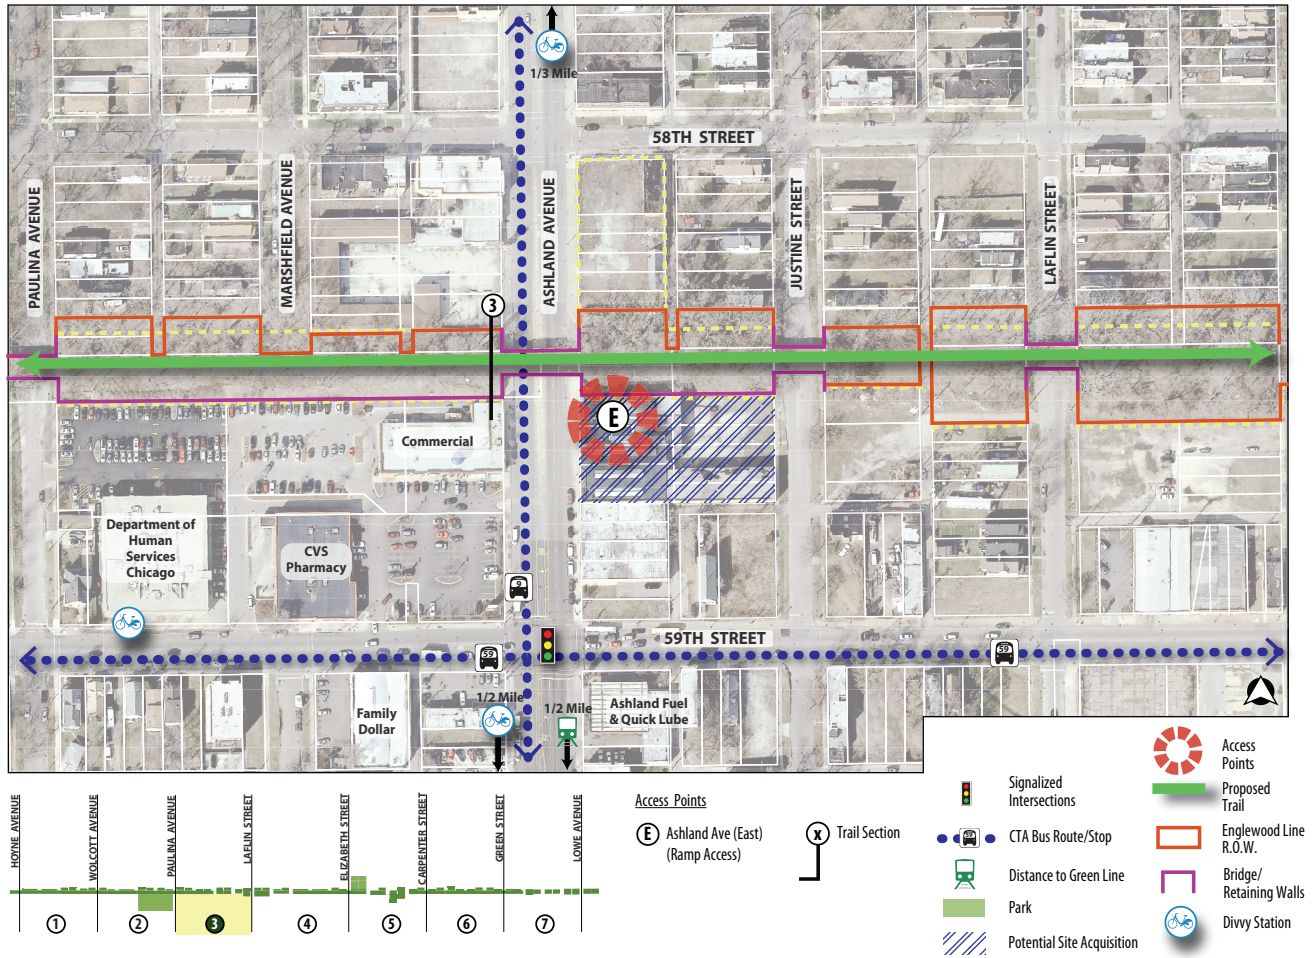 1/3 Mile
58TH STREET
PAULINA AVENUE
MARSHFIELD AVENUE
ASHLAND AVENUE
JUSTINE STREET
LAFLIN STREET
3
E
Commercial
Department of
Human
Services
Chicago
CVS
Pharmacy
9
59TH STREET
59
59
1/2 Mile
1/2 Mile
Family
Dollar
Ashland Fuel
& Quick Lube
HOYNE AVENUE
WOLCOTT AVENUE
PAULINA AVENUE
LAFLIN STREET
ELIZABETH STREET
CARPENTER STREET
GREEN STREET
LOWE AVENUE
1
2
3
4
5
6
7
Access Points
E Ashland Ave (East)
(Ramp Access)
x Trail Section
Signalized
Intersections
59 CTA Bus Route/Stop
Distance to Green Line
Park
Potential Site Acquisition
Access
Points
Proposed
Trail
Englewood Line
R.O.W.
Bridge/
Retaining Walls
Divvy Station